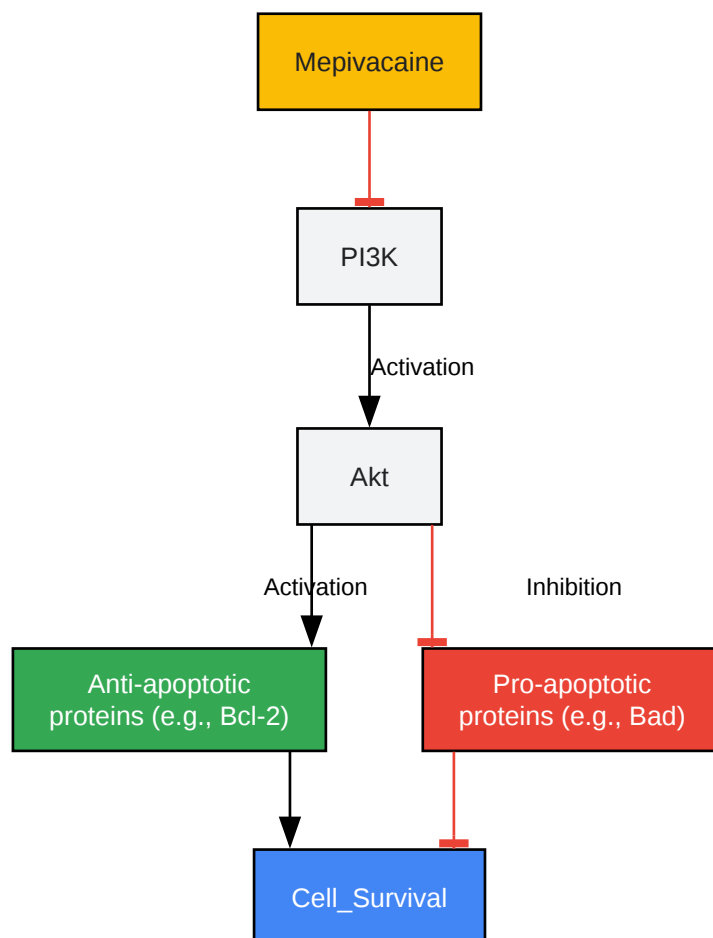 Mepivacaine
PI3K
Activation
Akt
Activation
Inhibition
Anti-apoptotic
proteins (e.g., Bcl-2)
Pro-apoptotic
proteins (e.g., Bad)
Cell_Survival